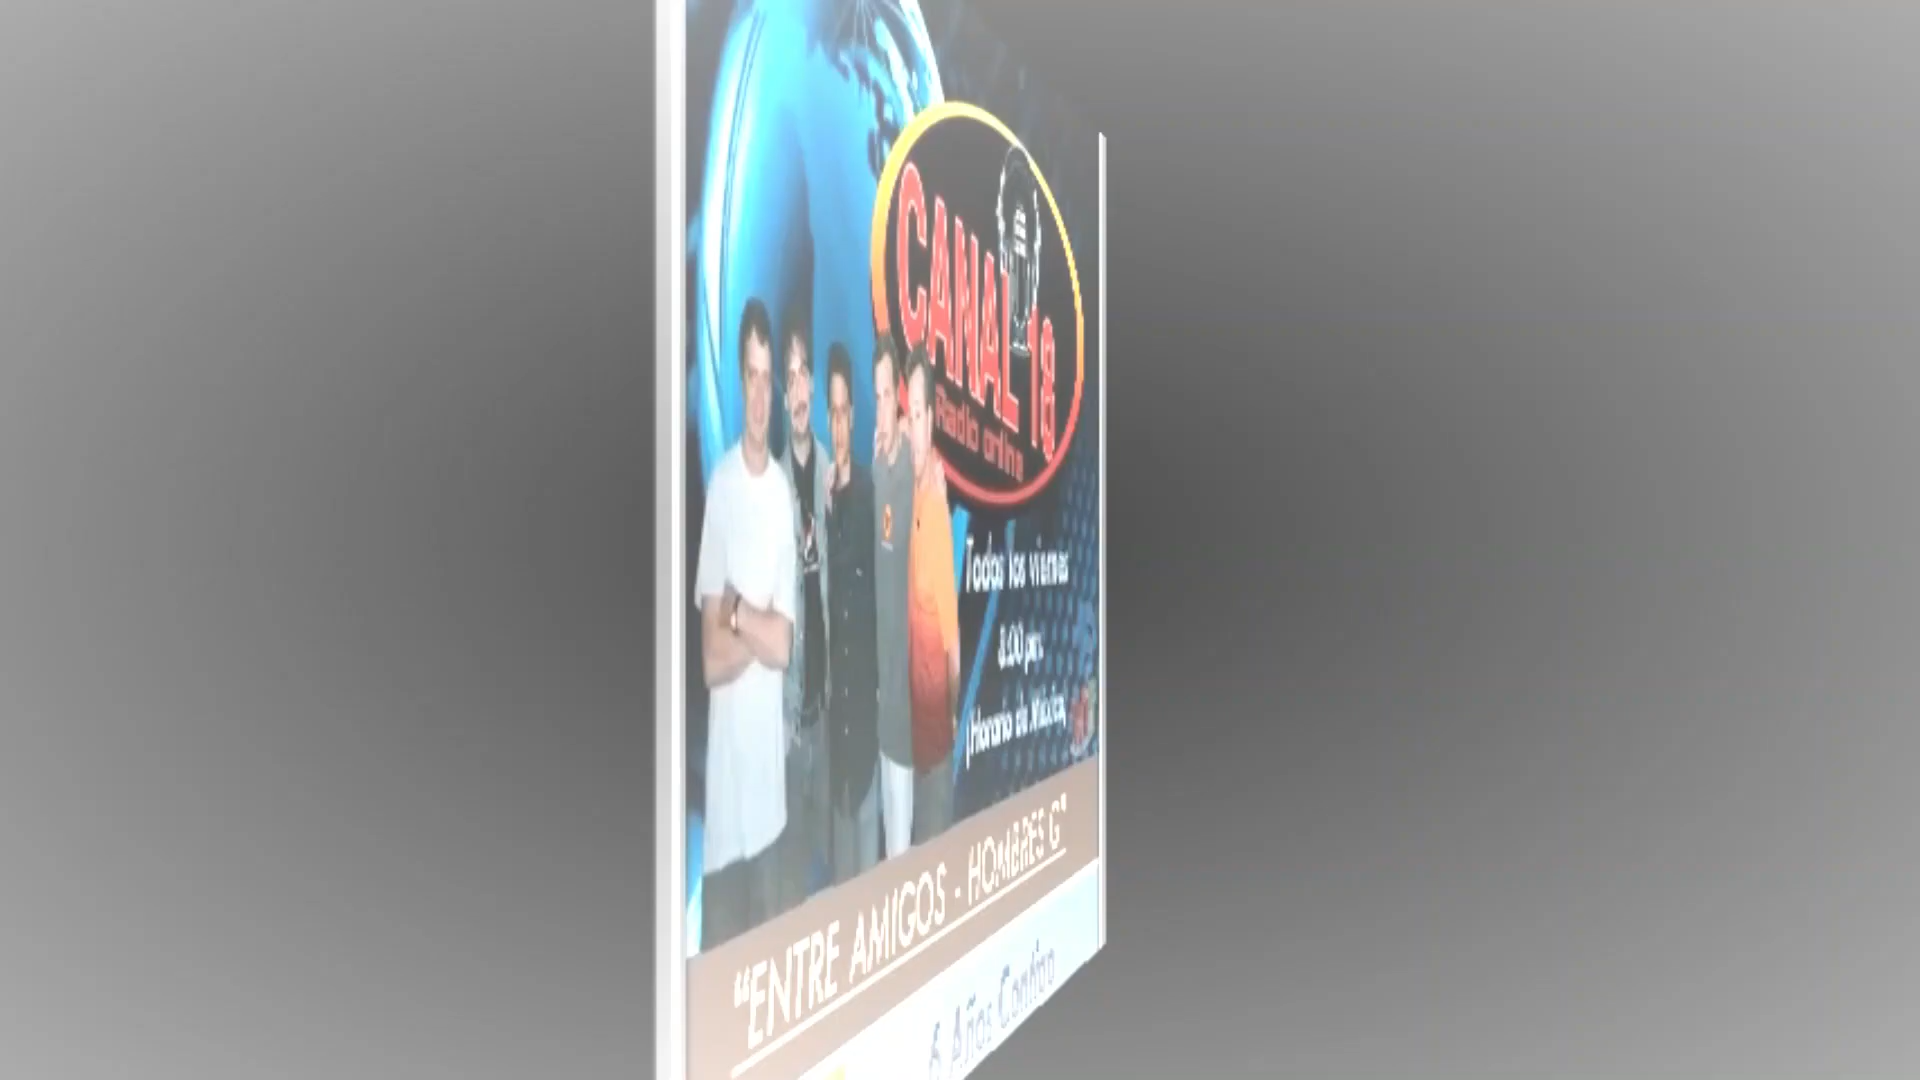 CANAL 18
Radio online
Todos los viernes
8:00 pm.
¡Horario de México¡
“ENTRE AMIGOS - HOMBRES G”
6 Años Contigo